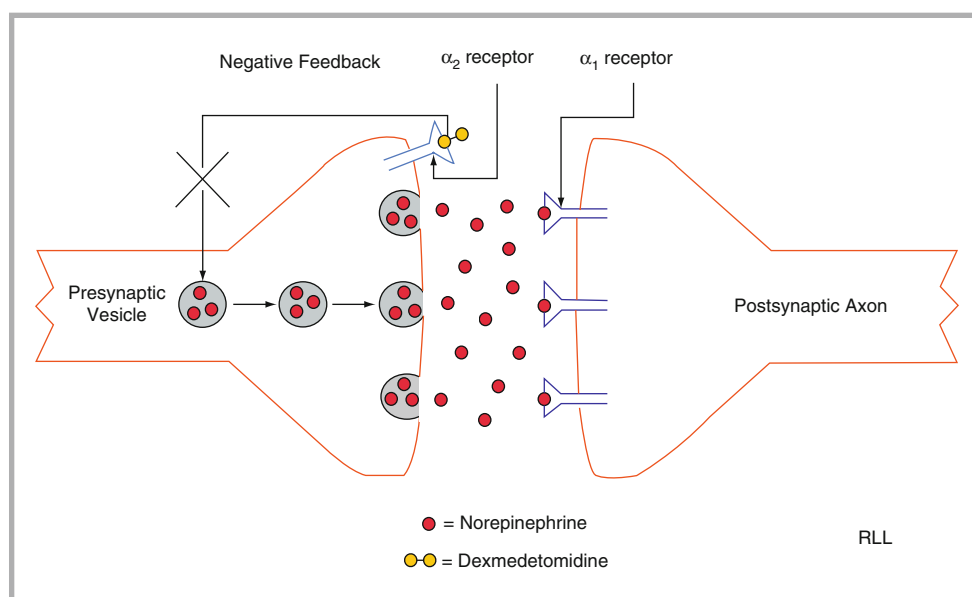 Negative Feedback
α2 receptor
α1 receptor
Presynaptic
Vesicle
Postsynaptic Axon
= Norepinephrine
= Dexmedetomidine
RLL